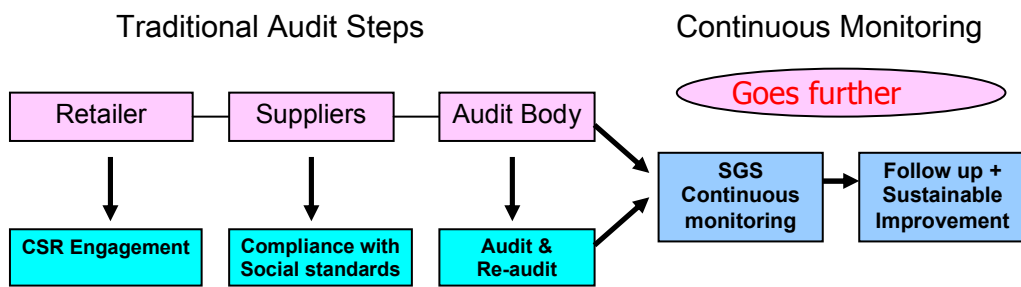 Traditional Audit Steps
Continuous Monitoring
Goes further
Retailer
Suppliers
Audit Body
SGS
Continuous
monitoring
Follow up +
Sustainable
Improvement
CSR Engagement
Compliance with
Social standards
Audit &
Re-audit